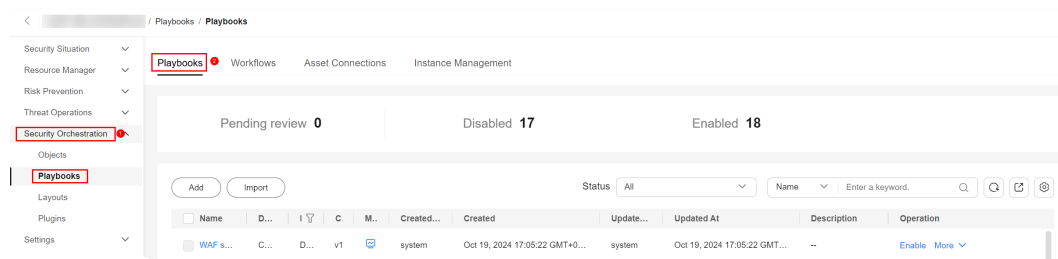 / Playbooks / Playbooks
Security Situation
Resource Manager
Risk Prevention
Threat Operations
Security Orchestration 1
Objects
Playbooks
Layouts
Plugins
Settings
Playbooks 2 Workflows Asset Connections Instance Management
Pending review 0 Disabled 17 Enabled 18
Add Import Status All Name Enter a keyword.
Name D... I C. M.. Created... Created Update... Updated At Description Operation
WAF s... C... D... v1 system Oct 19, 2024 17:05:22 GMT+0... system Oct 19, 2024 17:05:22 GMT... -- Enable More